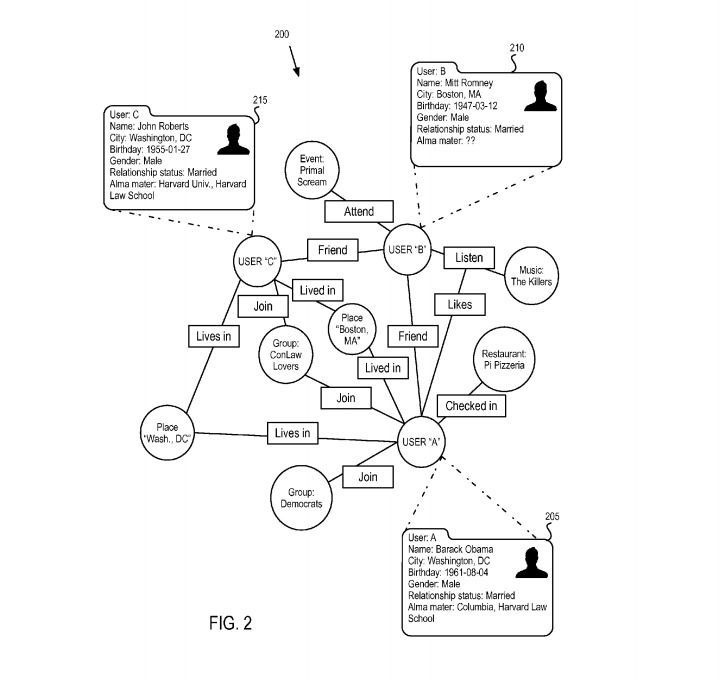 200
210
User: B
Name: Mitt Romney
City: Boston, MA
Birthday: 1947-03-12
Gender: Male
Relationship status: Married
Alma mater: ??
215
User: C
Name: John Roberts
City: Washington, DC
Birthday: 1955-01-27
Gender: Male
Relationship status: Married
Alma mater: Harvard Univ., Harvard
Law School
Event:
Primal
Scream
Attend
USER “C”
Friend
USER “B”
Listen
Music:
The Killers
Lived in
Join
Likes
Place
“Boston,
MA”
Lives in
Friend
Group:
ConLaw
Lovers
Restaurant:
Pi Pizzeria
Lived in
Join
Checked in
Place
“Wash., DC”
Lives in
USER “A”
Join
Group:
Democrats
205
User: A
Name: Barack Obama
City: Washington, DC
Birthday: 1961-08-04
Gender: Male
Relationship status: Married
Alma mater: Columbia, Harvard Law
School
FIG. 2